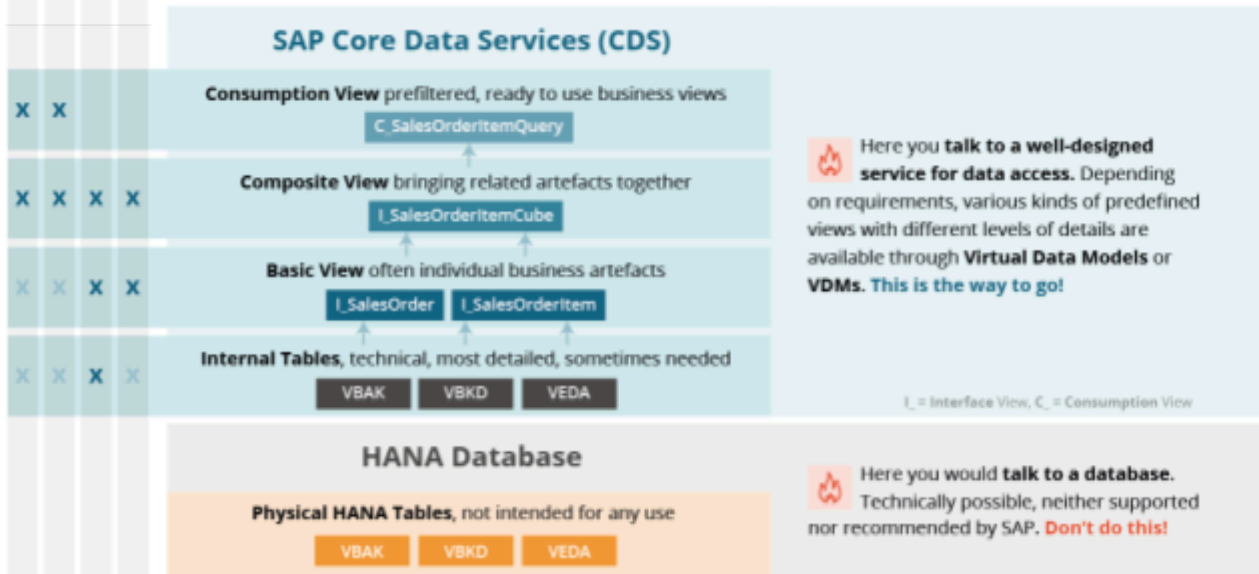 SAP Core Data Services (CDS)
X X
Consumption View prefiltered, ready to use business views
C_SalesOrderItemQuery
X X X X
Composite View bringing related artefacts together
I_SalesOrderItemCube
X X X X
Basic View often individual business artefacts
I_SalesOrder I_SalesOrderItem
X X X X
Internal Tables, technical, most detailed, sometimes needed
VBAK VBKD VEDA
Here you talk to a well-designed
service for data access. Depending
on requirements, various kinds of predefined
views with different levels of details are
available through Virtual Data Models or
VDMs. This is the way to go!
I_ = Interface View, C_ = Consumption View
HANA Database
Physical HANA Tables, not intended for any use
VBAK VBKD VEDA
Here you would talk to a database.
Technically possible, neither supported
nor recommended by SAP. Don't do this!